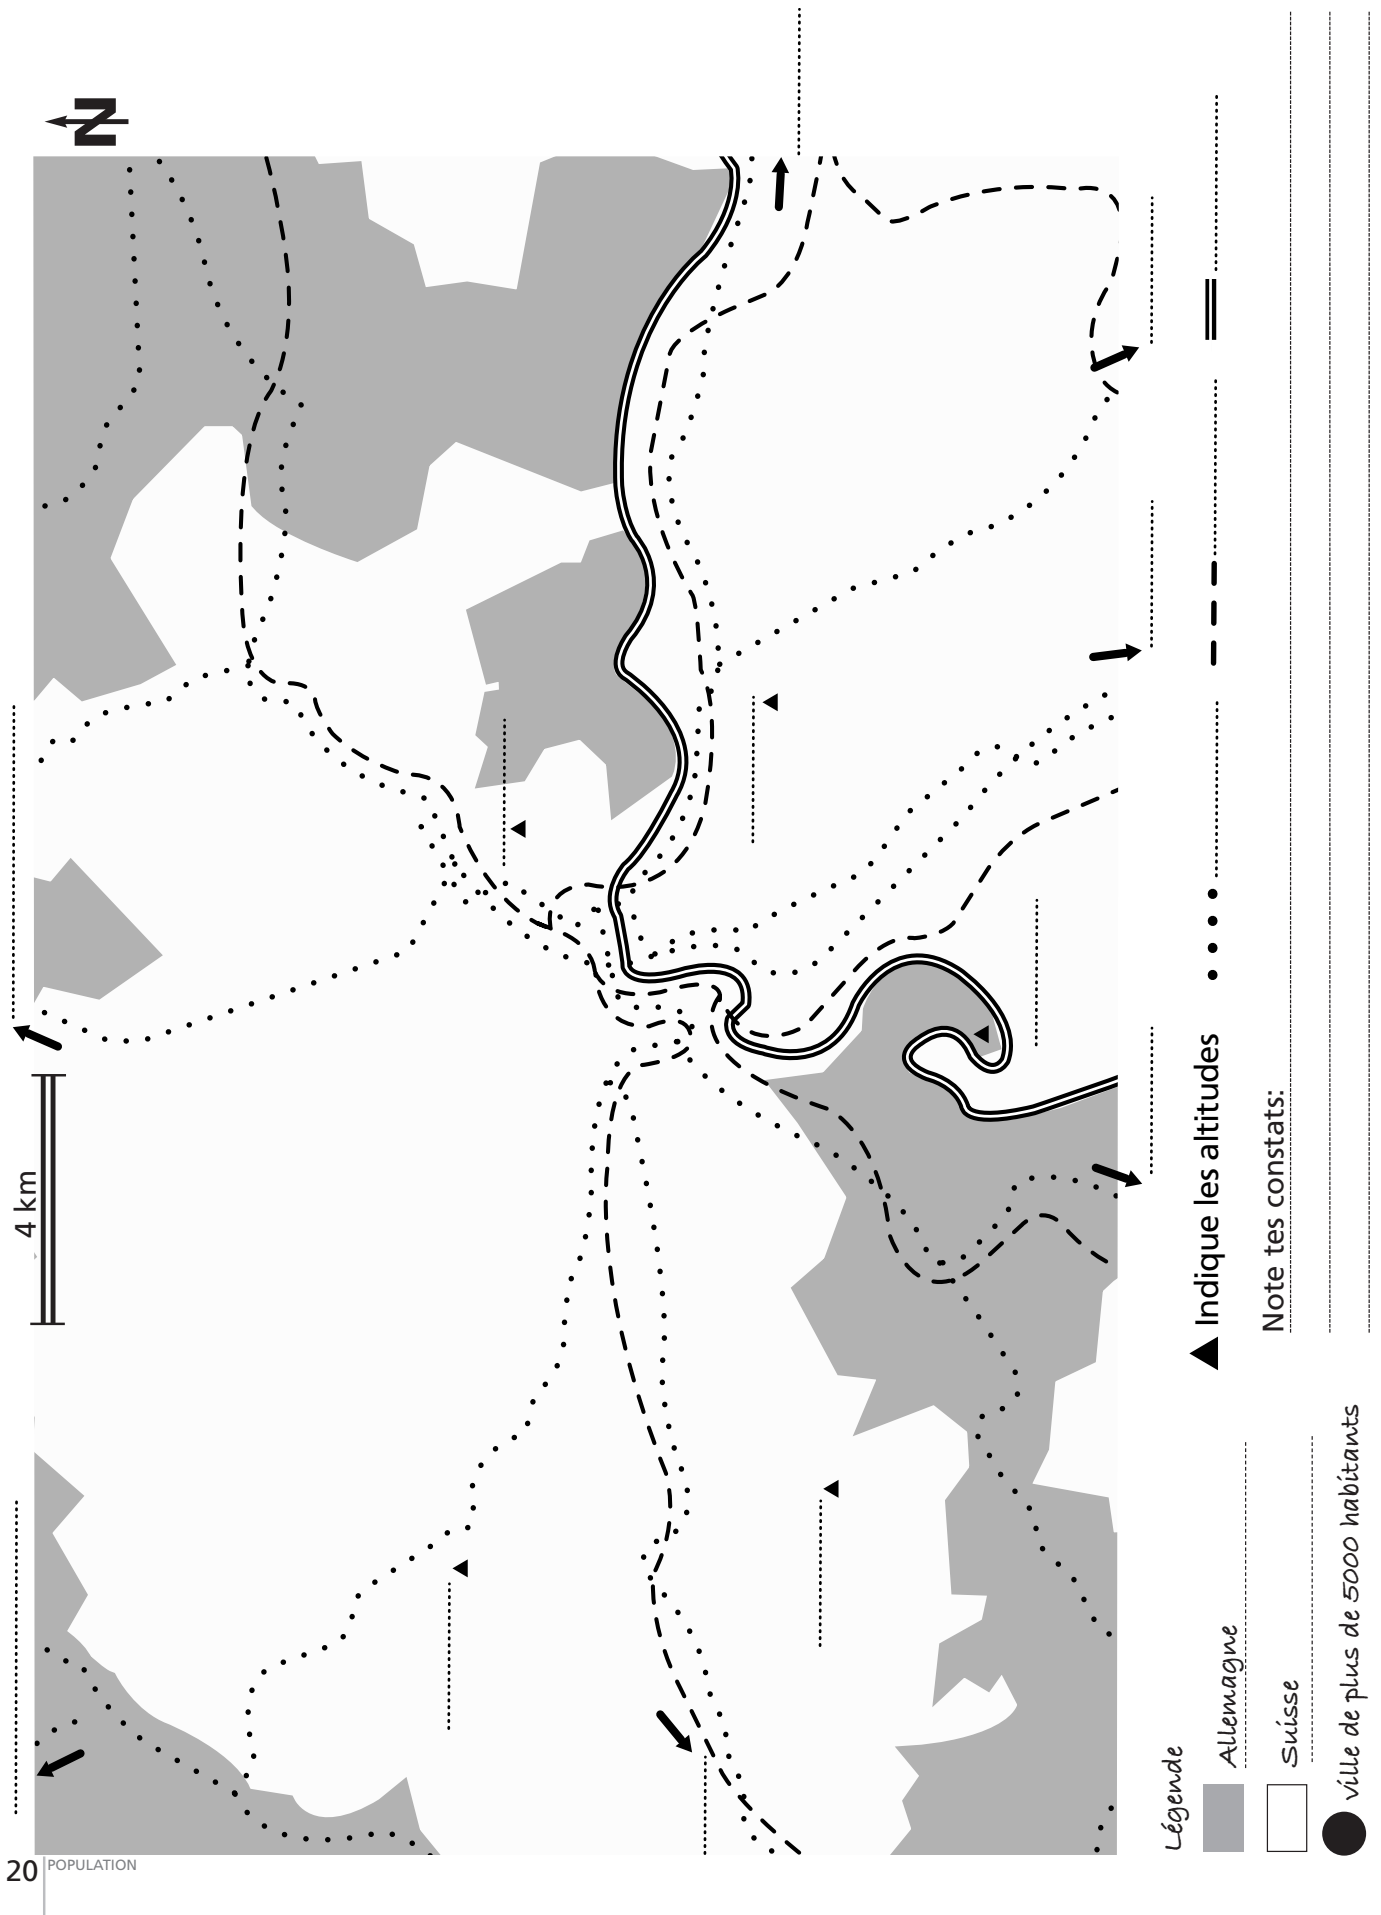 N
4 km
Indique les altitudes
Note tes constats:
Légende
Allemagne
Suisse
ville de plus de 5000 habitants
20
POPULATION